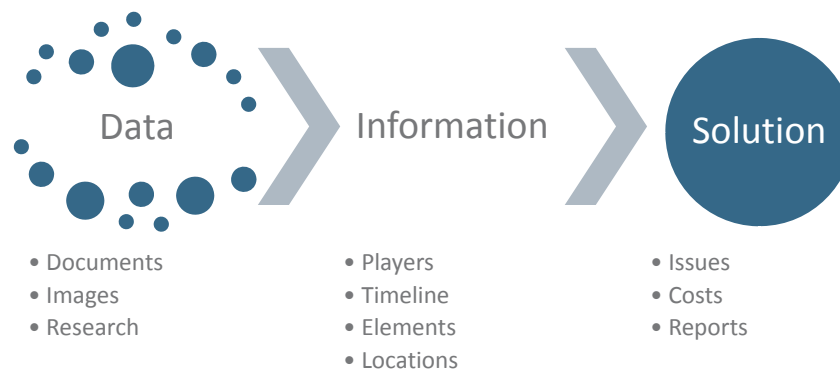 Data
Information
Solution
• Documents
• Images
• Research
• Players
• Timeline
• Elements
• Locations
• Issues
• Costs
• Reports